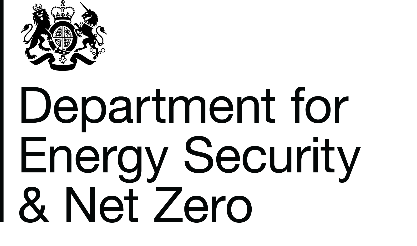 Department for
Energy Security
& Net Zero